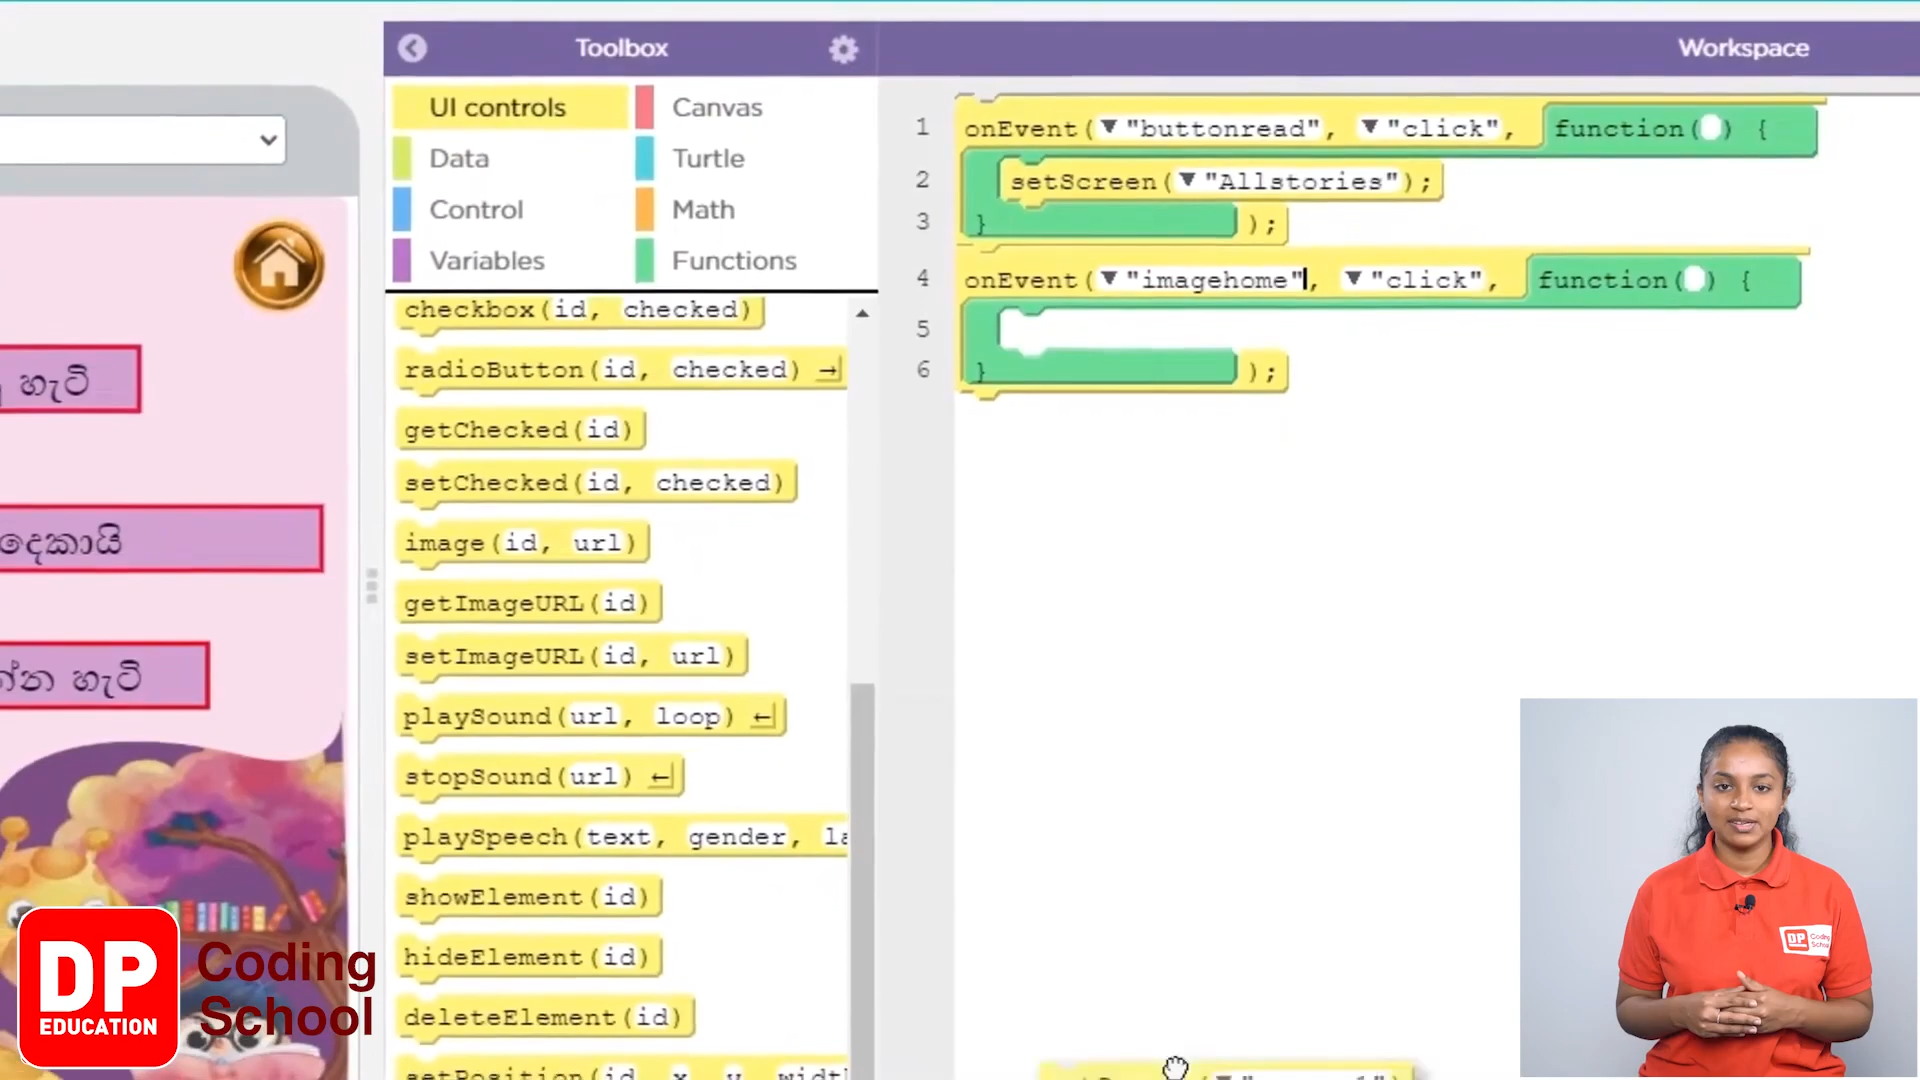 Toolbox
Workspace
UI controls
Canvas
Data
Turtle
Control
Math
Variables
Functions
checkbox(id, checked)
radioButton(id, checked)
getChecked(id)
setChecked(id, checked)
image(id, url)
getImageURL(id)
setImageURL(id, url)
playSound(url, loop)
stopSound(url)
playSpeech(text, gender,
showElement(id)
hideElement(id)
deleteElement(id)
1 onEvent("buttonread", "click", function() {
2 setScreen("Allstories");
3 } );
4 onEvent("imagehome", "click", function() {
5
6 } );
හැටි
දෙකායි
හැටි
DP
EDUCATION
Coding
School
DP
Coding
School